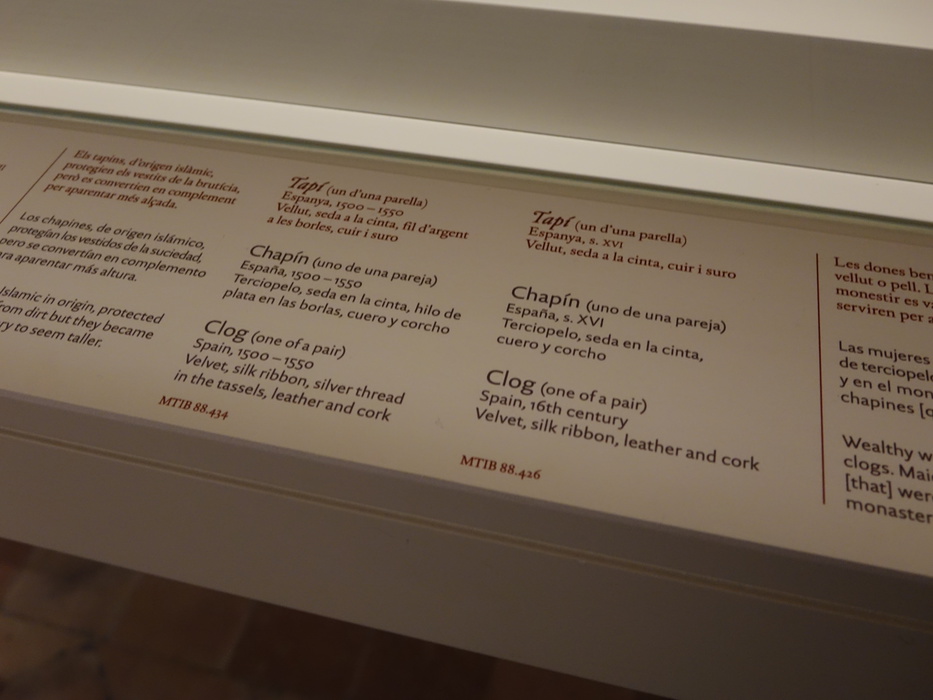 Els tapins, d'origen islàmic,
protegien els vestits de la brutícia,
però es convertien en complement
per aparentar més alçada.
Los chapines, de origen islámico,
protegían los vestidos de la suciedad,
pero se convertían en complemento
aparentar más altura.
Islamic in origin, protected
from dirt but they became
to seem taller.
Tapí (un d'una parella)
Espanya, 1500–1550
Vellut, seda a la cinta, fil d'argent
a les borles, cuir i suro
Chapín (uno de una pareja)
España, 1500–1550
Terciopelo, seda en la cinta, hilo de
plata en las borlas, cuero y corcho
Clog (one of a pair)
Spain, 1500–1550
Velvet, silk ribbon, silver thread
in the tassels, leather and cork
MTIB 88.434
Tapí (un d'una parella)
Espanya, s. XVI
Vellut, seda a la cinta, cuir i suro
Chapín (uno de una pareja)
España, s. XVI
Terciopelo, seda en la cinta,
cuero y corcho
Clog (one of a pair)
Spain, 16th century
Velvet, silk ribbon, leather and cork
MTIB 88.426
Les dones
vellut o pell.
monestir es
serviren per
Las mujeres
de
y en el
chapines
Wealthy
clogs.
[that]